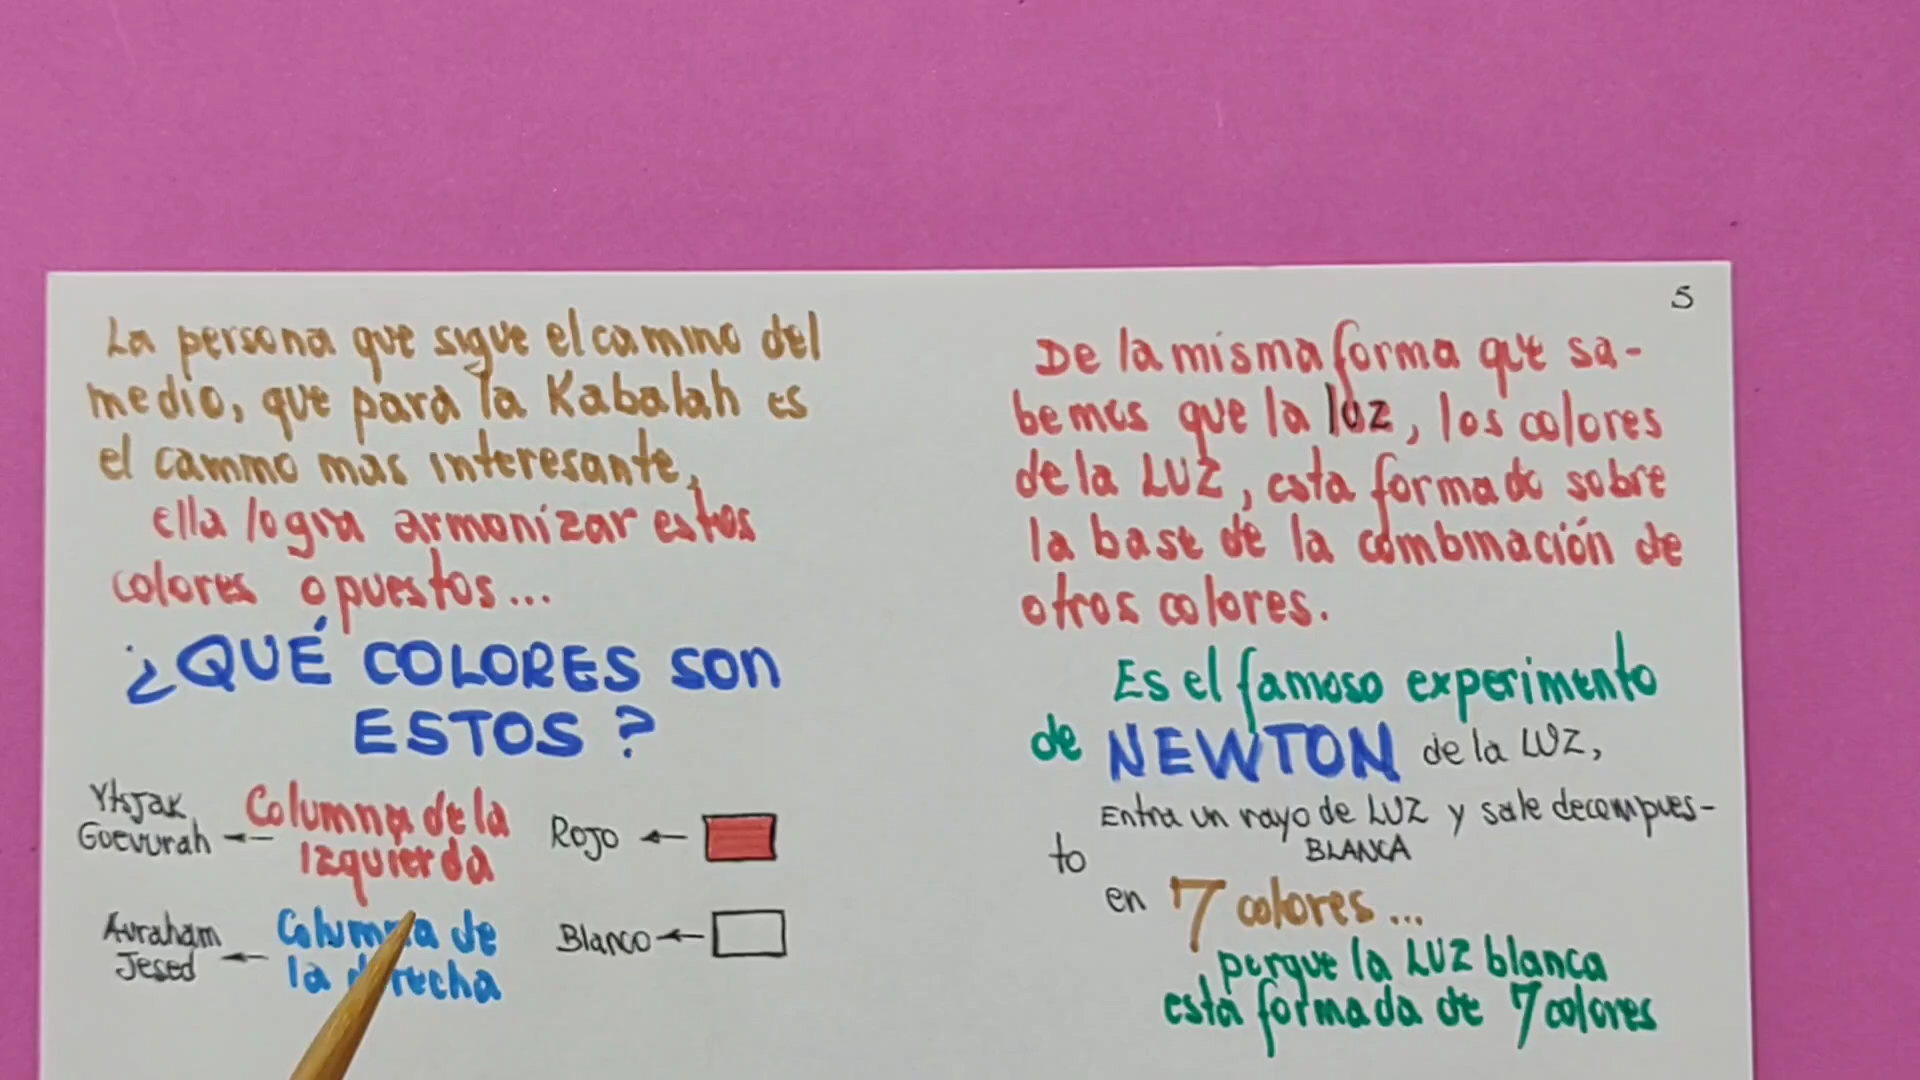 5
La persona que sigue el camino del
medio, que para la Kabalah es
el camino mas interesante,
ella logra armonizar estos
colores opuestos...
¿QUÉ COLORES SON
ESTOS?
Ytsjak
Guevurah ← Columna de la
Izquierda
Rojo ←
Avraham
Jesed ← Columna de
la derecha
Blanco ←
De la misma forma que sa-
bemos que la luz, los colores
de la LUZ, esta formado sobre
la base de la combinación de
otros colores.
Es el famoso experimento
de NEWTON de la LUZ,
Entra un rayo de LUZ y sale decompues-
BLANCA
to
en 7 colores...
porque la LUZ blanca
esta formada de 7 colores